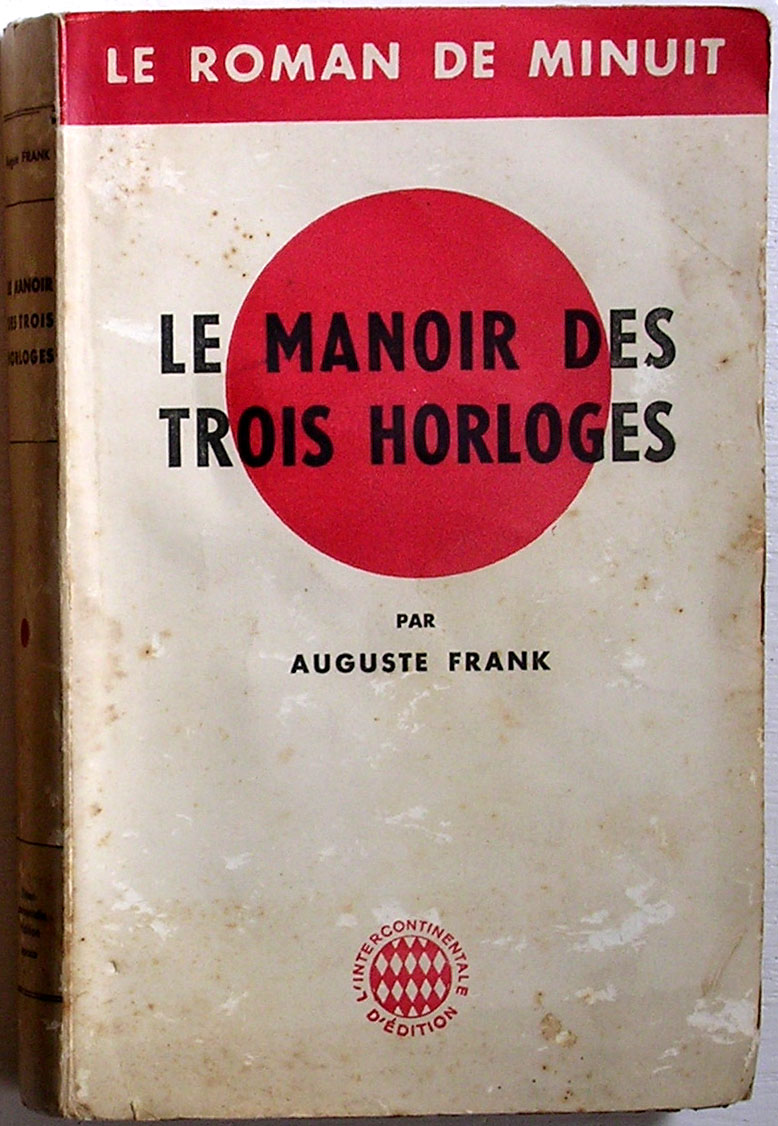 LE ROMAN DE MINUIT
LE MANOIR DES
TROIS HORLOGES
PAR
AUGUSTE FRANK
L'INTERCONTINENTALE
D'ÉDITION
FRANK
MANOIR
DES TROIS
HORLOGES